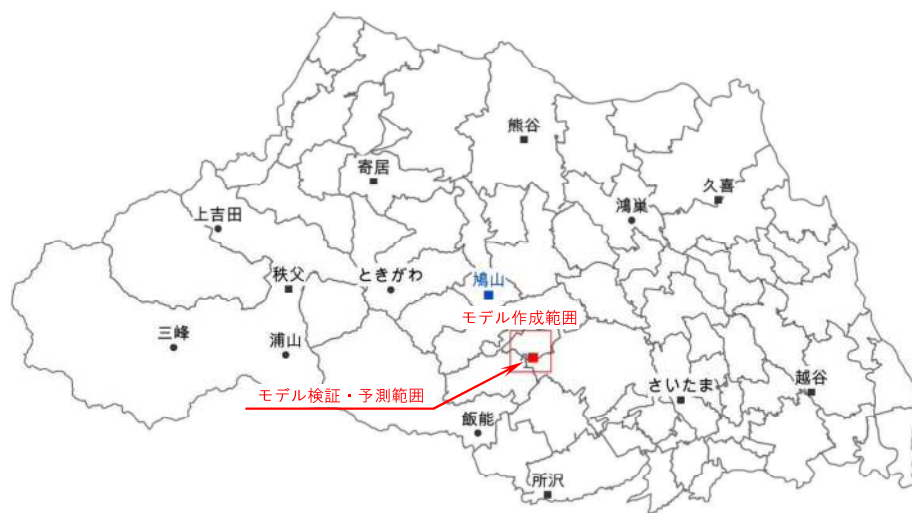 熊谷
寄居
久喜
上吉田
鴻巣
秩父
ときがわ
鳩山
モデル作成範囲
三峰
浦山
さいたま
越谷
モデル検証・予測範囲
飯能
所沢